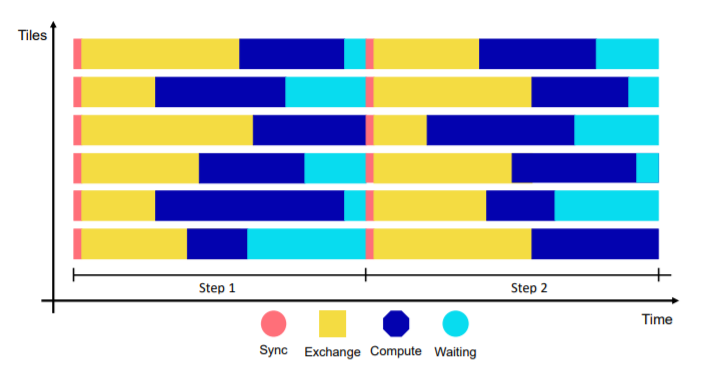 Tiles
Step 1
Step 2
Time
Sync
Exchange
Compute
Waiting